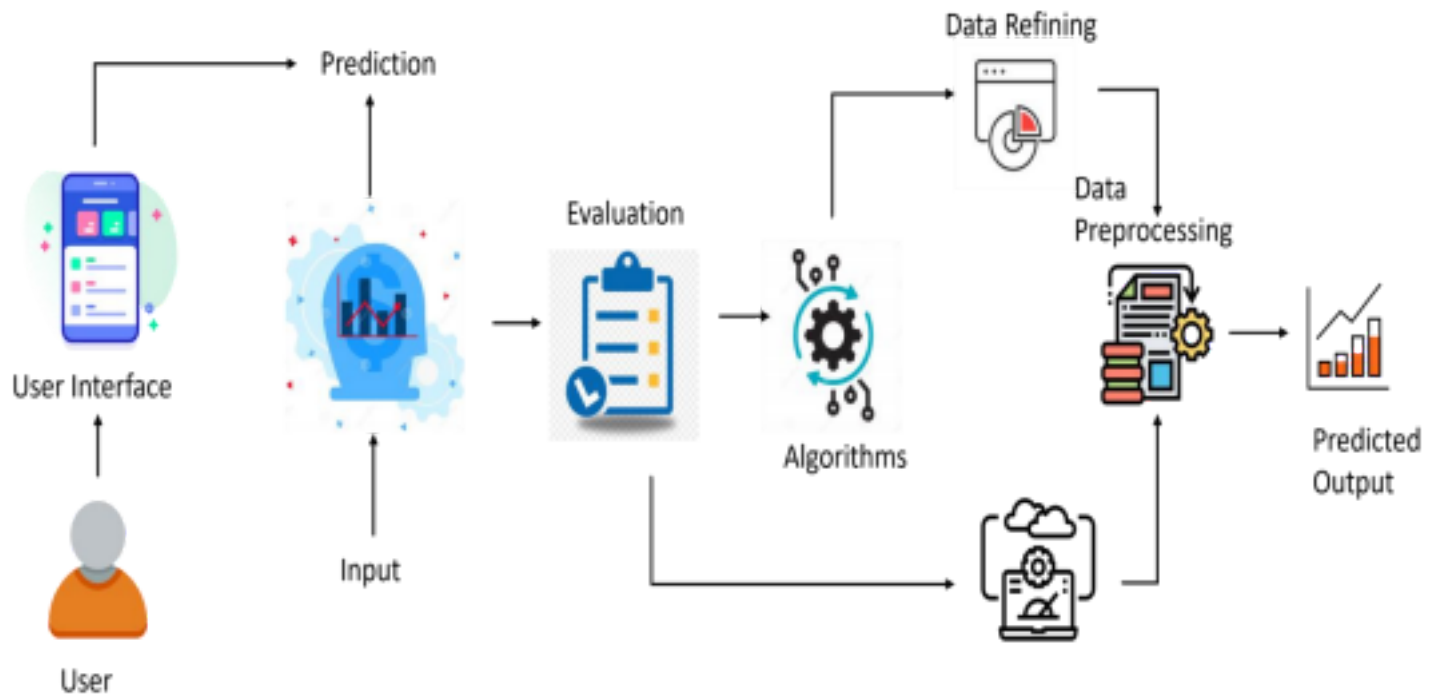 Data Refining
Prediction
Data
Preprocessing
Evaluation
User Interface
Algorithms
Predicted
Output
Input
User